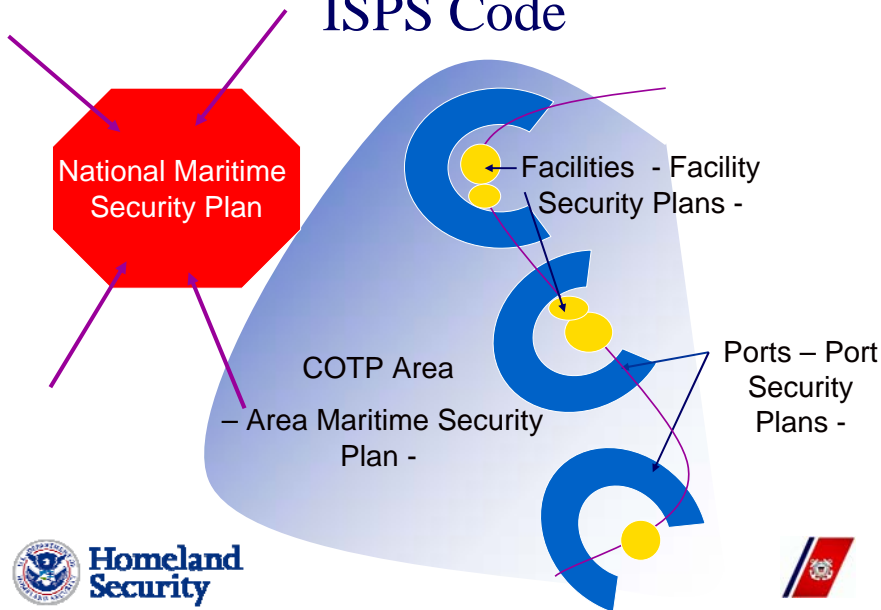 ISPS Code
National Maritime
Security Plan
Facilities - Facility
Security Plans -
COTP Area
– Area Maritime Security
Plan -
Ports – Port
Security
Plans -
Homeland
Security